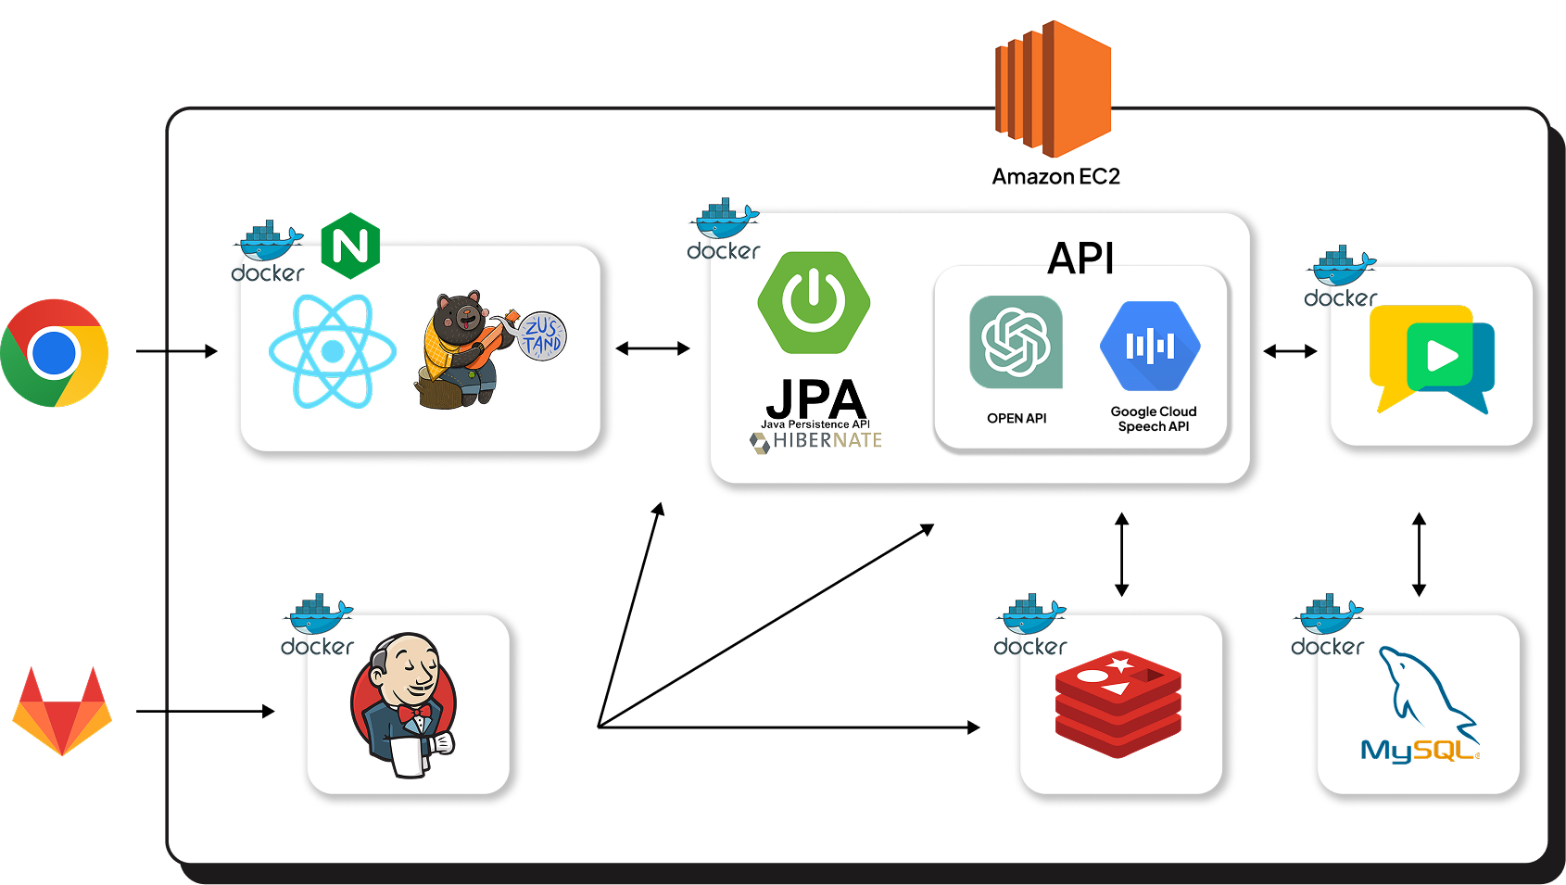 Amazon EC2
docker
N
ZUS
TAND
docker
API
JPA
Java Persistence API
HIBERNATE
OPEN API
Google Cloud
Speech API
docker
docker
docker
docker
MySQL